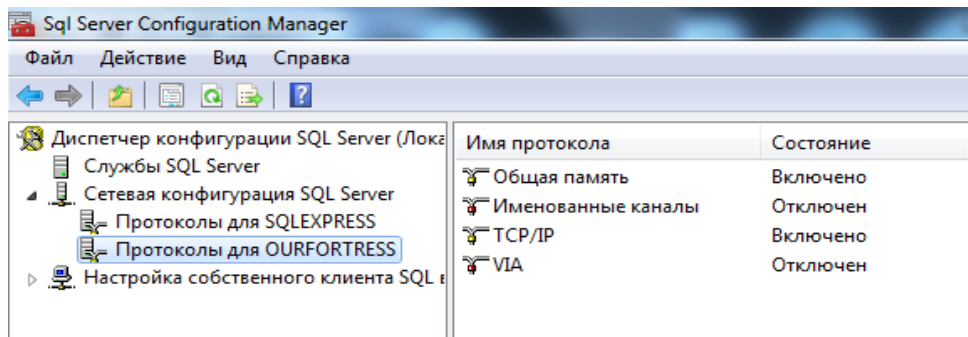 Sql Server Configuration Manager
Файл Действие Вид Справка
Диспетчер конфигурации SQL Server (Лока
Службы SQL Server
Сетевая конфигурация SQL Server
Протоколы для SQLEXPRESS
Протоколы для OURFORTRESS
Настройка собственного клиента SQL в
Имя протокола Состояние
Общая память Включено
Именованные каналы Отключен
TCP/IP Включено
VIA Отключен